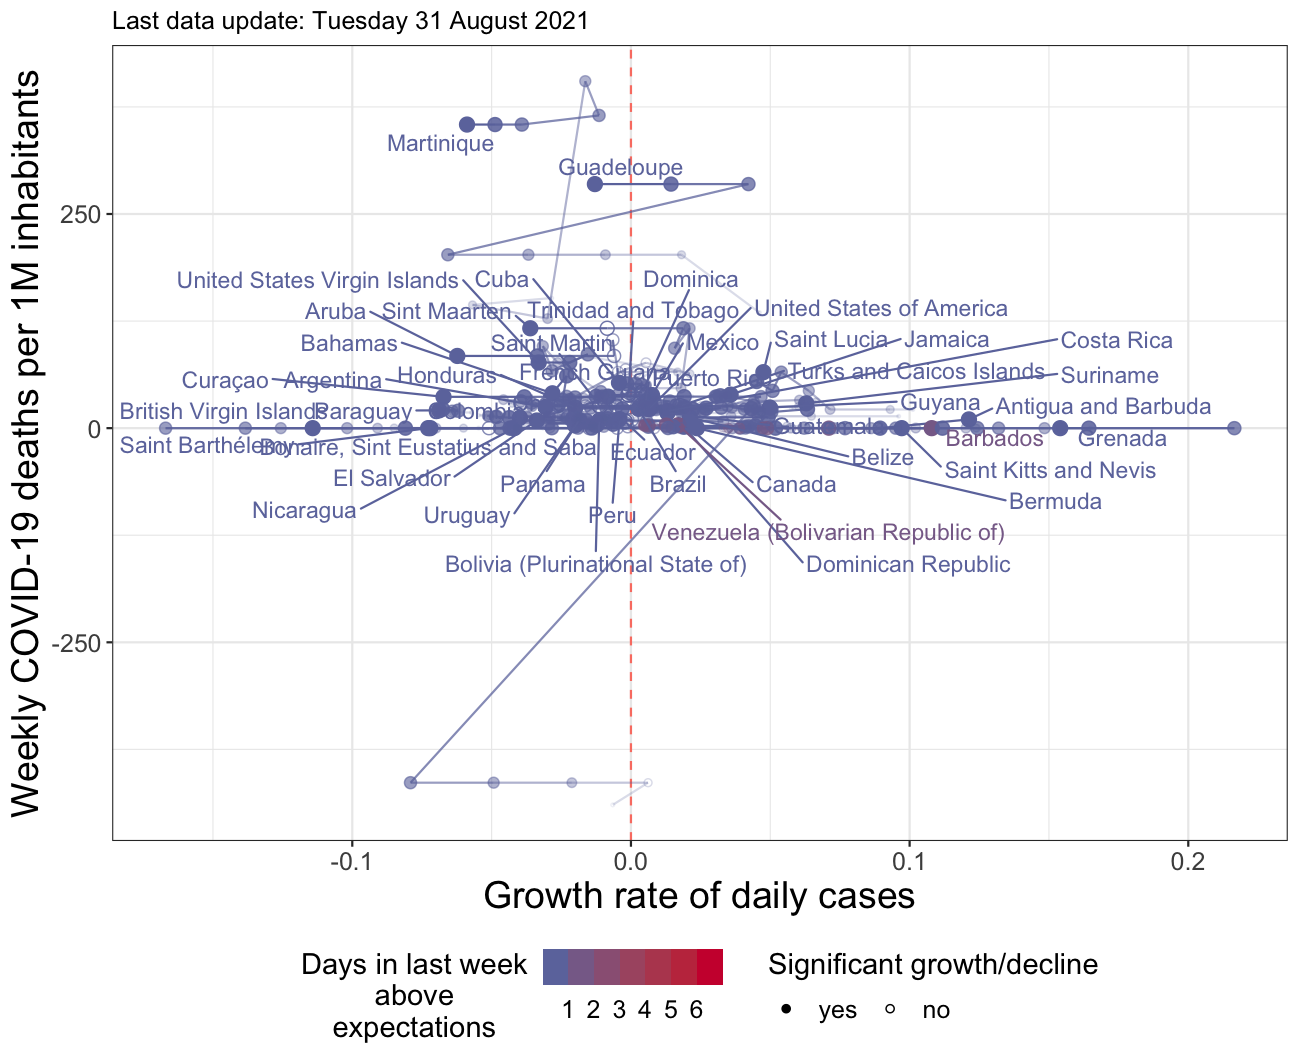 Last data update: Tuesday 31 August 2021
Weekly COVID-19 deaths per 1M inhabitants
250
0
-250
Martinique
Guadeloupe
United States Virgin Islands
Cuba
Dominica
Aruba
Sint Maarten
Trinidad and Tobago
United States of America
Bahamas
Saint Martin
Mexico
Saint Lucia
Jamaica
Costa Rica
Curaçao
Argentina
Honduras
French Guiana
Puerto Rico
Turks and Caicos Islands
Suriname
British Virgin Islands
Paraguay
Colombia
Guyana
Antigua and Barbuda
Guatemala
Saint Barthélemy
Bonaire, Sint Eustatius and Saba
Ecuador
Barbados
Grenada
El Salvador
Panama
Brazil
Canada
Belize
Saint Kitts and Nevis
Nicaragua
Uruguay
Peru
Bermuda
Venezuela (Bolivarian Republic of)
Bolivia (Plurinational State of)
Dominican Republic
-0.1
0.0
0.1
0.2
Growth rate of daily cases
Days in last week
above
expectations
1 2 3 4 5 6
Significant growth/decline
yes
no